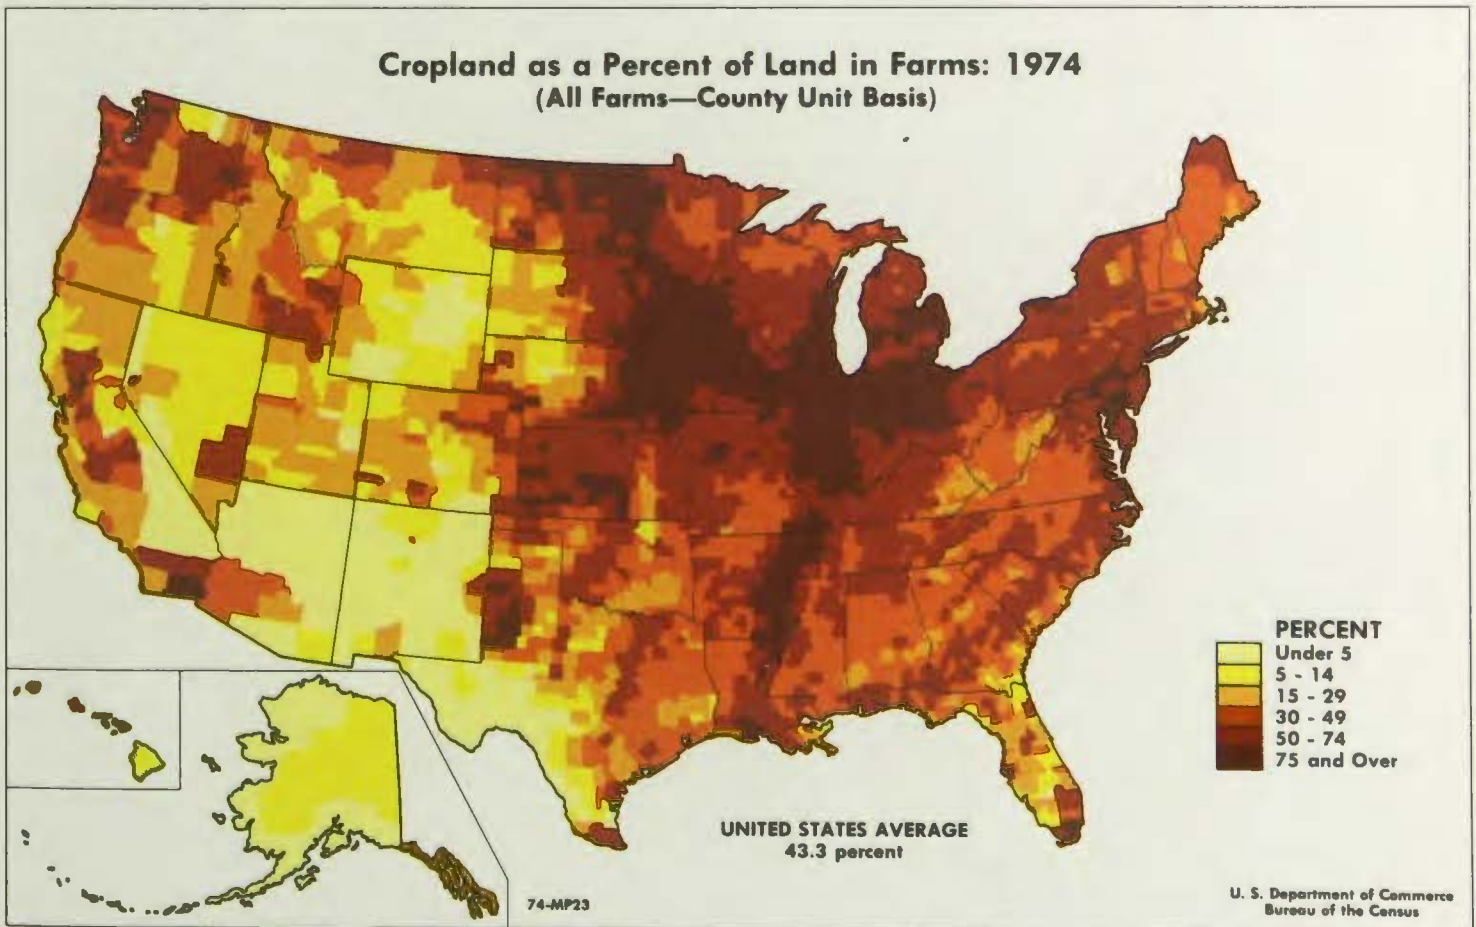 Cropland as a Percent of Land in Farms: 1974
(All Farms—County Unit Basis)
PERCENT
Under 5
5 - 14
15 - 29
30 - 49
50 - 74
75 and Over
UNITED STATES AVERAGE
43.3 percent
74-MP23
U. S. Department of Commerce
Bureau of the Census